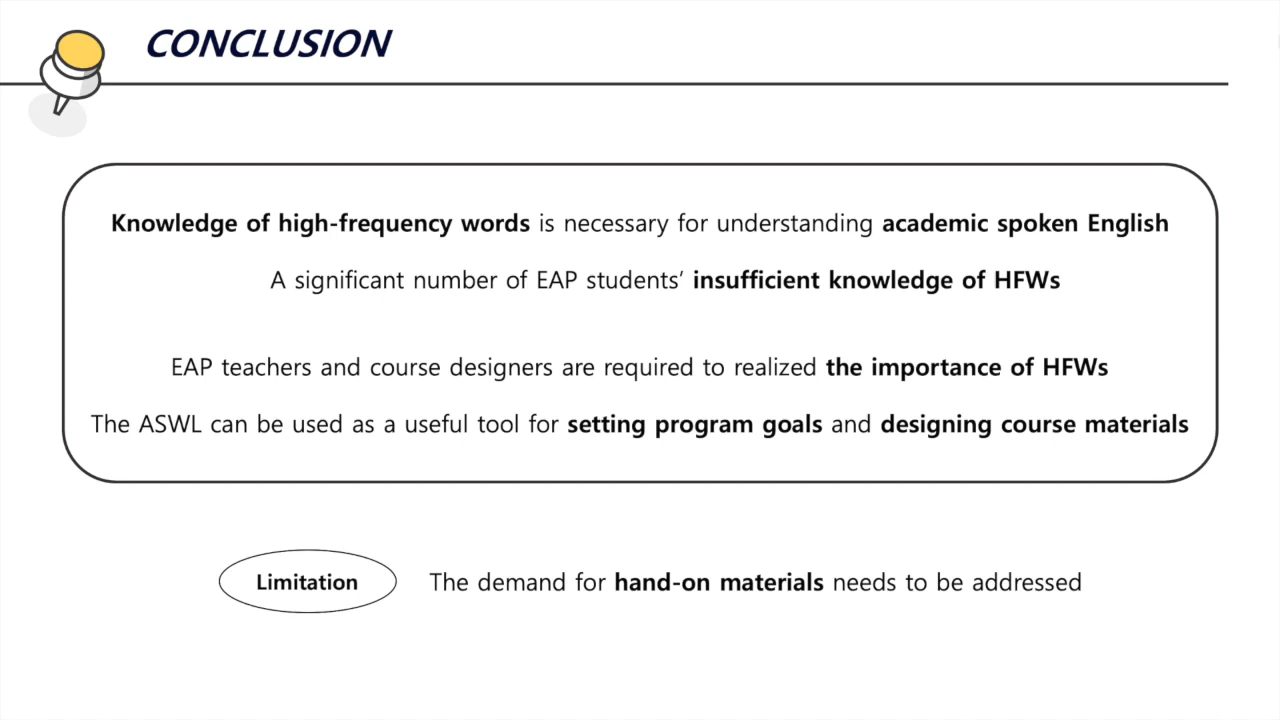 CONCLUSION
Knowledge of high-frequency words is necessary for understanding academic spoken English
A significant number of EAP students’ insufficient knowledge of HFWs
EAP teachers and course designers are required to realized the importance of HFWs
The ASWL can be used as a useful tool for setting program goals and designing course materials
Limitation The demand for hand-on materials needs to be addressed